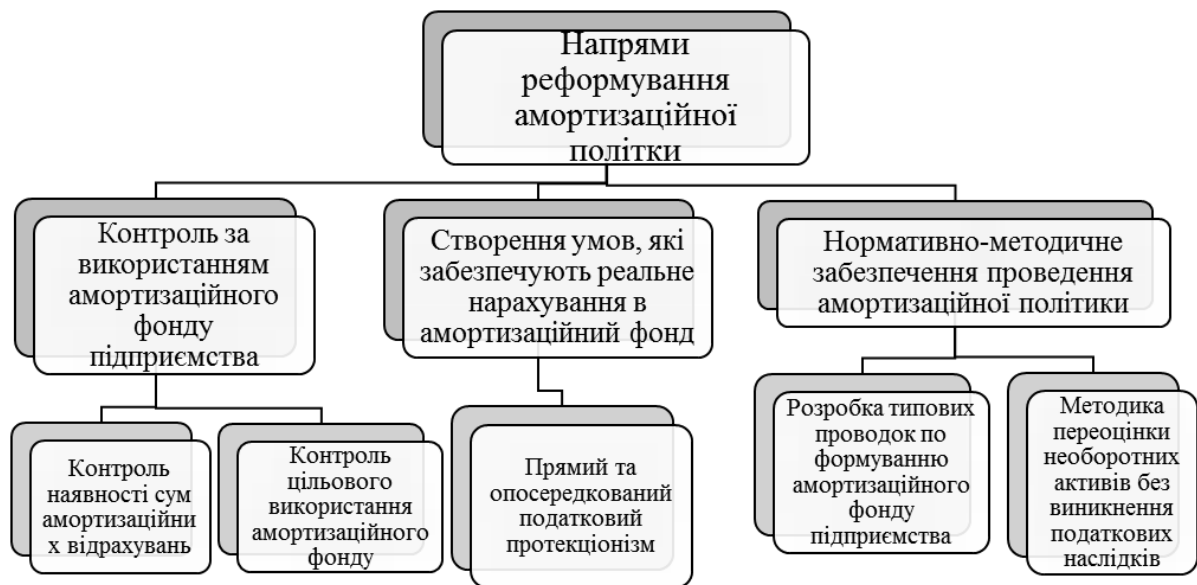 Напрями
реформування
амортизаційної
політки
Контроль за
використанням
амортизаційного
фонду
підприємства
Створення умов, які
забезпечують реальне
нарахування в
амортизаційний фонд
Нормативно-методичне
забезпечення проведення
амортизаційної політики
Контроль
наявності сум
амортизаційни
х відрахувань
Контроль
цільового
використання
амортизаційного
фонду
Прямий та
опосередкований
податковий
протекціонізм
Розробка типових
проводок по
формуванню
амортизаційного
фонду
підприємства
Методика
переоцінки
необоротних
активів без
виникнення
податкових
наслідків